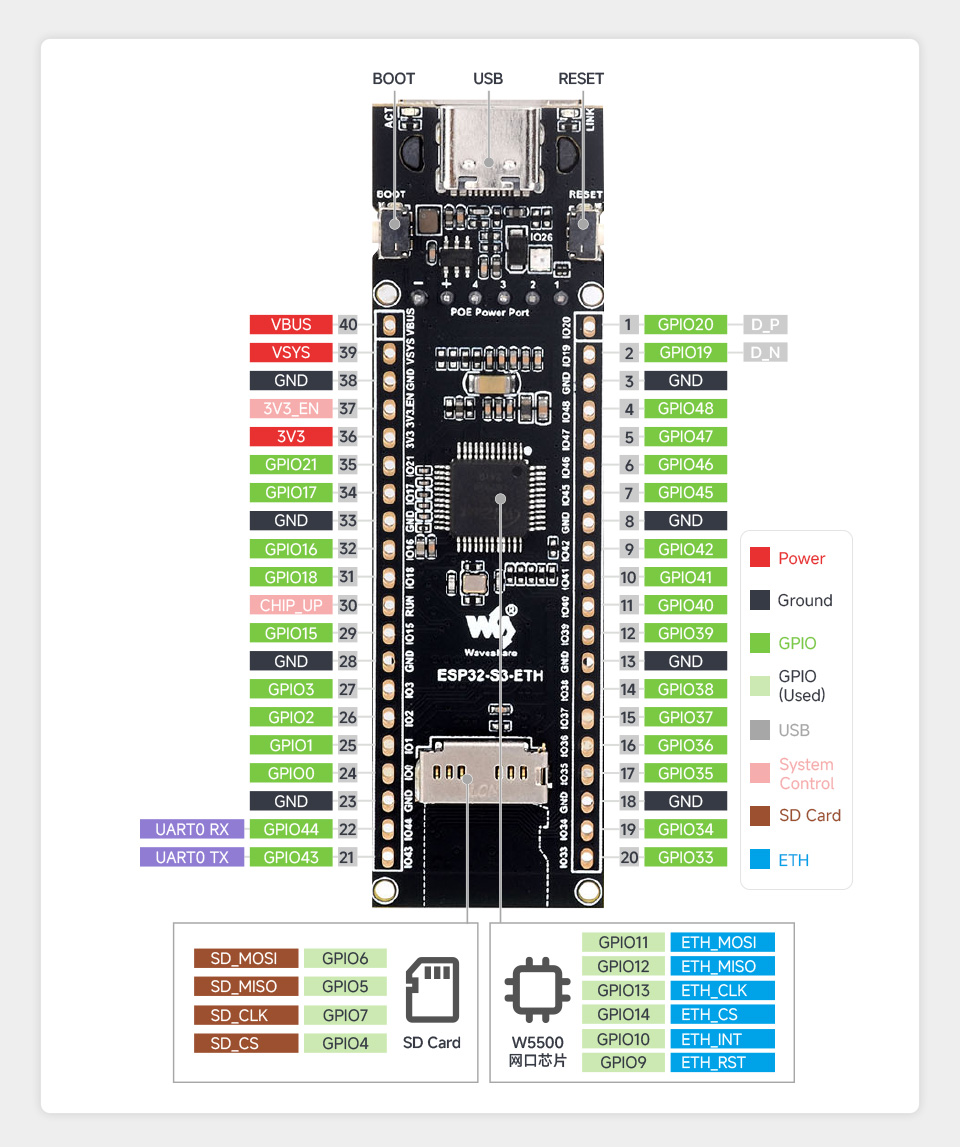 BOOT USB RESET
ACT LINK
BOOT RESET
IO26
− + 4 3 2 1
POE Power Port
VBUS 40 VBUS IO20 1 GPIO20 D_P
VSYS 39 VSYS IO19 2 GPIO19 D_N
GND 38 GND GND 3 GND
3V3_EN 37 3V3.EN IO48 4 GPIO48
3V3 36 3V3 IO47 5 GPIO47
GPIO21 35 IO21 IO46 6 GPIO46
GPIO17 34 IO17 IO45 7 GPIO45
GND 33 GND GND 8 GND
GPIO16 32 IO16 IO42 9 GPIO42
GPIO18 31 IO18 IO41 10 GPIO41
CHIP_UP 30 RUN IO40 11 GPIO40
GPIO15 29 IO15 IO39 12 GPIO39
GND 28 GND GND 13 GND
GPIO3 27 IO3 IO38 14 GPIO38
GPIO2 26 IO2 IO37 15 GPIO37
GPIO1 25 IO1 IO36 16 GPIO36
GPIO0 24 IO0 IO35 17 GPIO35
GND 23 GND GND 18 GND
UART0 RX GPIO44 22 IO44 IO34 19 GPIO34
UART0 TX GPIO43 21 IO43 IO33 20 GPIO33
®
Waveshare
ESP32-S3-ETH
Power
Ground
GPIO
GPIO
(Used)
USB
System
Control
SD Card
ETH
SD_MOSI GPIO6
SD_MISO GPIO5
SD_CLK GPIO7
SD_CS GPIO4
SD Card
W5500
网口芯片
GPIO11 ETH_MOSI
GPIO12 ETH_MISO
GPIO13 ETH_CLK
GPIO14 ETH_CS
GPIO10 ETH_INT
GPIO9 ETH_RST